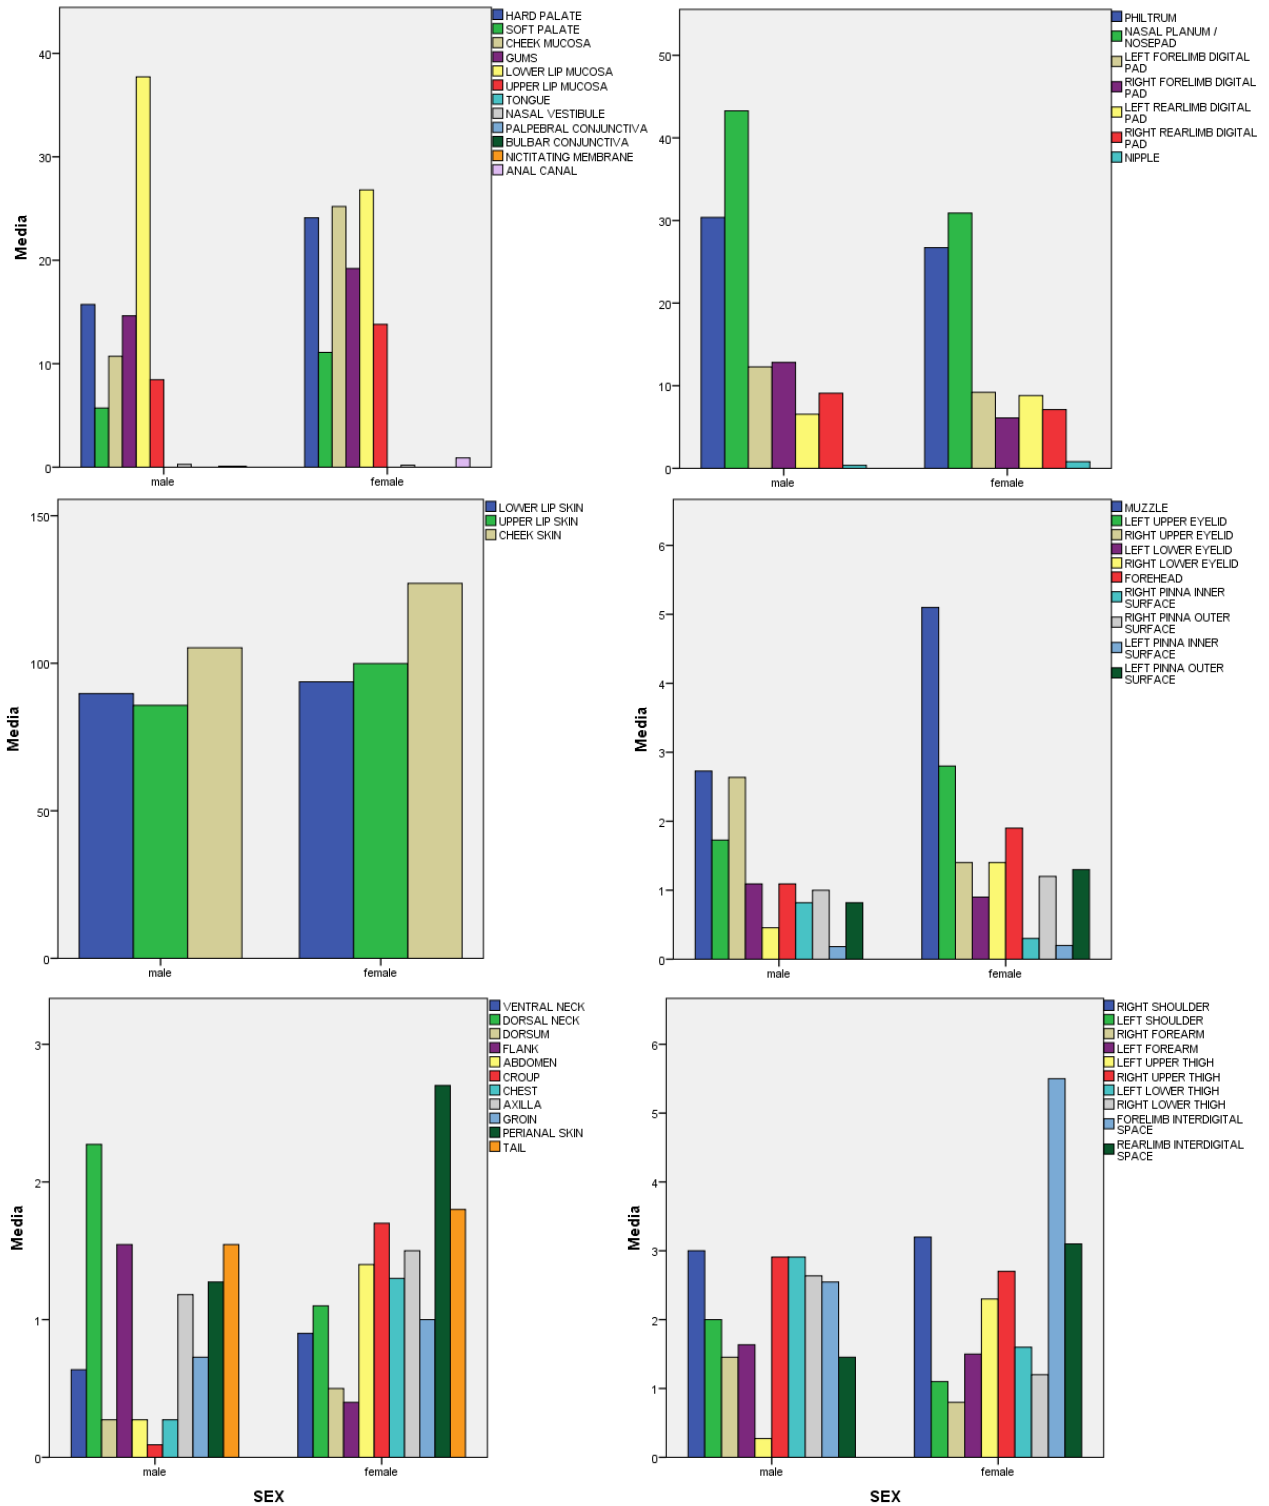 HARD PALATE
SOFT PALATE
CHEEK MUCOSA
GUMS
LOWER LIP MUCOSA
UPPER LIP MUCOSA
TONGUE
NASAL VESTIBULE
PALPEBRAL CONJUNCTIVA
BULBAR CONJUNCTIVA
NICTITATING MEMBRANE
ANAL CANAL
40
30
20
10
0
Media
male
female
PHILTRUM
NASAL PLANUM /
NOSEPAD
LEFT FORELIMB DIGITAL
PAD
RIGHT FORELIMB DIGITAL
PAD
LEFT REARLIMB DIGITAL
PAD
RIGHT REARLIMB DIGITAL
PAD
NIPPLE
50
40
30
20
10
0
male
female
LOWER LIP SKIN
UPPER LIP SKIN
CHEEK SKIN
150
100
50
0
Media
male
female
MUZZLE
LEFT UPPER EYELID
RIGHT UPPER EYELID
LEFT LOWER EYELID
RIGHT LOWER EYELID
FOREHEAD
RIGHT PINNA INNER
SURFACE
RIGHT PINNA OUTER
SURFACE
LEFT PINNA INNER
SURFACE
LEFT PINNA OUTER
SURFACE
6
5
4
3
2
1
0
Media
male
female
VENTRAL NECK
DORSAL NECK
DORSUM
FLANK
ABDOMEN
CROUP
CHEST
AXILLA
GROIN
PERIANAL SKIN
TAIL
3
2
1
0
Media
male
female
SEX
RIGHT SHOULDER
LEFT SHOULDER
RIGHT FOREARM
LEFT FOREARM
LEFT UPPER THIGH
RIGHT UPPER THIGH
LEFT LOWER THIGH
RIGHT LOWER THIGH
FORELIMB INTERDIGITAL
SPACE
REARLIMB INTERDIGITAL
SPACE
6
5
4
3
2
1
0
Media
male
female
SEX